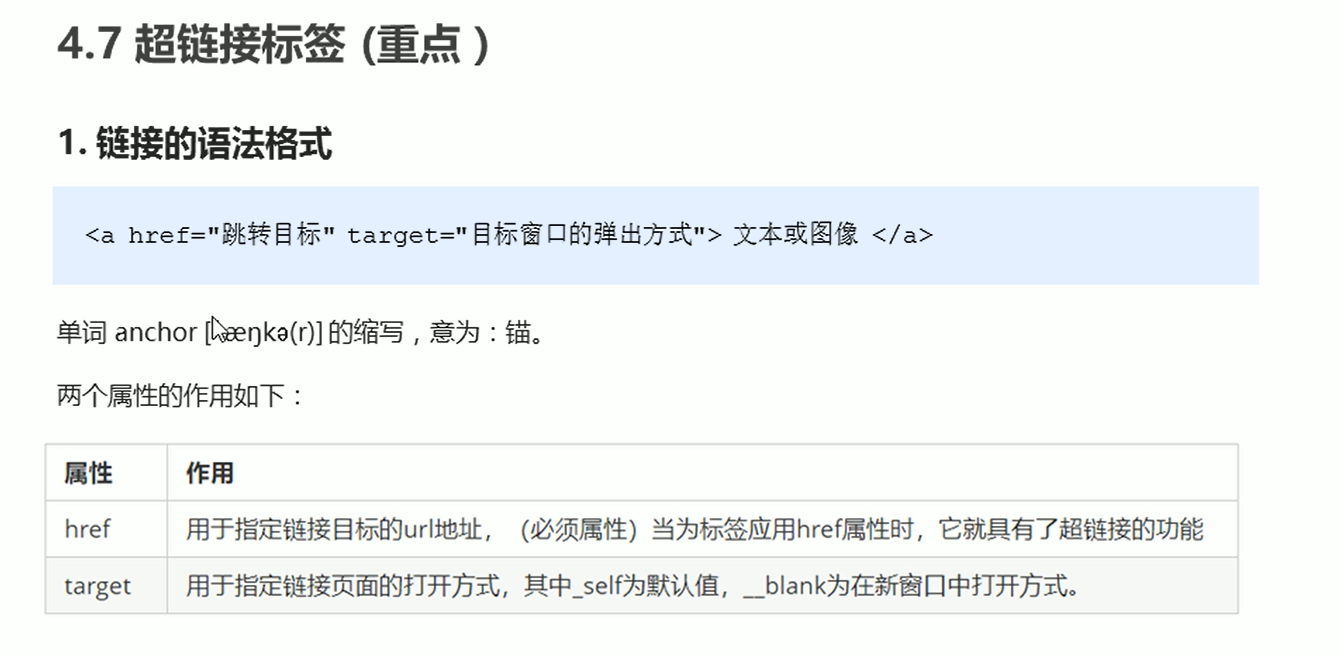 4.7 超链接标签 (重点 )
1. 链接的语法格式
<a href="跳转目标" target="目标窗口的弹出方式"> 文本或图像 </a>
单词 anchor [ˈæŋkə(r)] 的缩写，意为：锚。
两个属性的作用如下：
属性 作用
href 用于指定链接目标的url地址，（必须属性）当为标签应用href属性时，它就具有了超链接的功能
target 用于指定链接页面的打开方式，其中_self为默认值，__blank为在新窗口中打开方式。